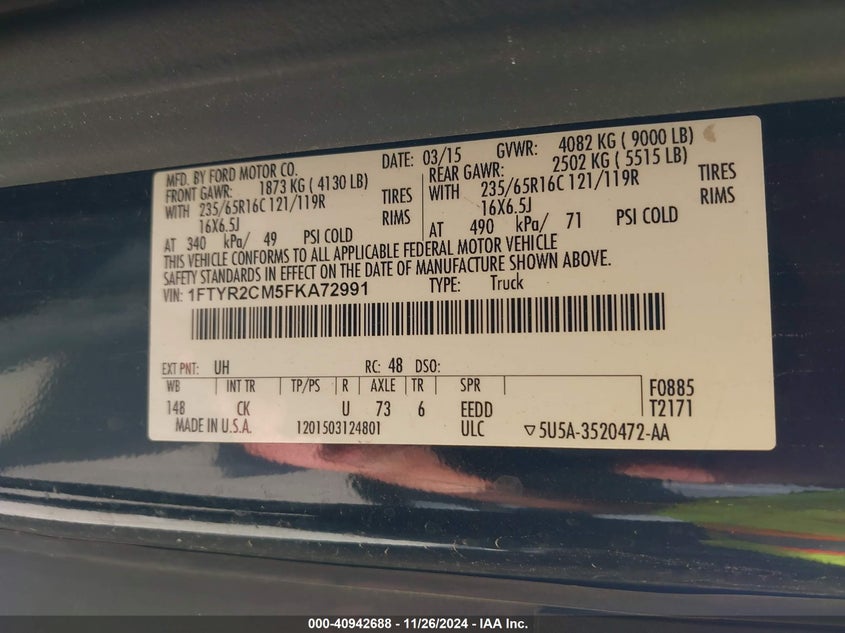 MFD. BY FORD MOTOR CO. DATE: 03/15 GVWR: 4082 KG ( 9000 LB)
FRONT GAWR: 1873 KG ( 4130 LB) REAR GAWR: 2502 KG ( 5515 LB)
WITH 235/65R16C 121/119R TIRES WITH 235/65R16C 121/119R TIRES
16X6.5J RIMS 16X6.5J RIMS
AT 340 kPa/ 49 PSI COLD AT 490 kPa/ 71 PSI COLD
THIS VEHICLE CONFORMS TO ALL APPLICABLE FEDERAL MOTOR VEHICLE
SAFETY STANDARDS IN EFFECT ON THE DATE OF MANUFACTURE SHOWN ABOVE.
VIN: 1FTYR2CM5FKA72991 TYPE: Truck
EXT PNT: UH RC: 48 DSO:
WB INT TR TP/PS R AXLE TR SPR F0885
148 CK U 73 6 EEDD T2171
MADE IN U.S.A. 1201503124801 ULC ▽5U5A-3520472-AA
000-40942688 - 11/26/2024 - IAA Inc.